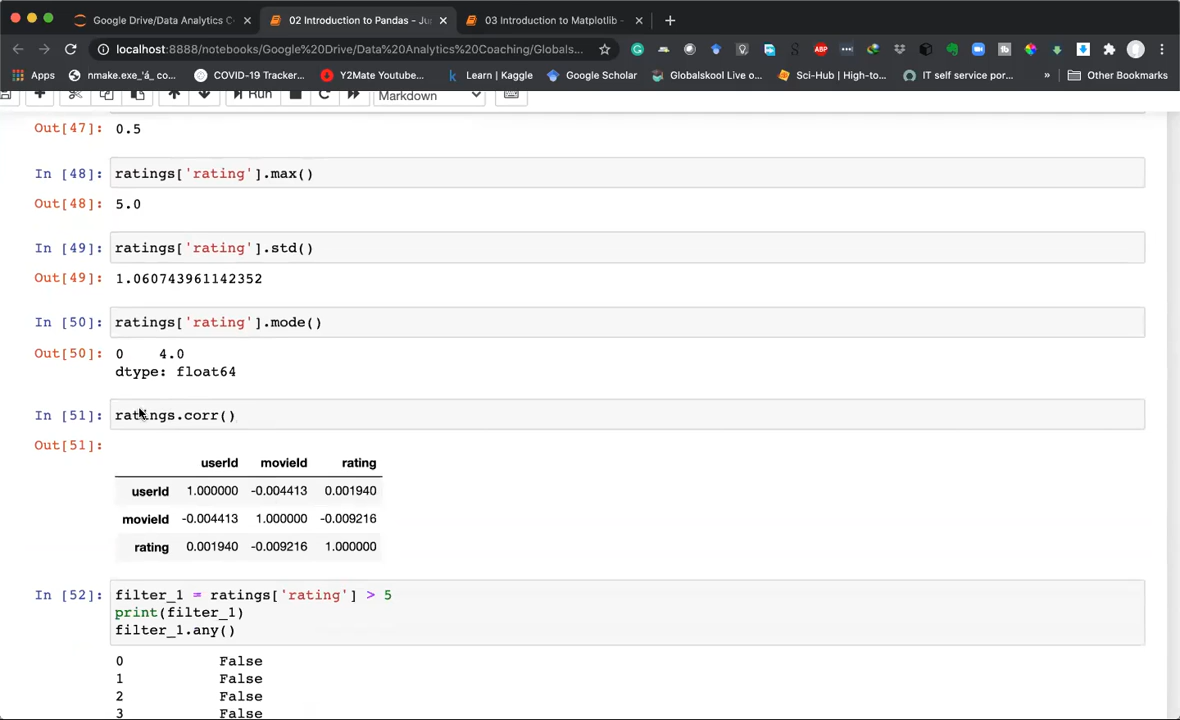 Google Drive/Data Analytics C
02 Introduction to Pandas - Ju
03 Introduction to Matplotlib -
localhost:8888/notebooks/Google%20Drive/Data%20Analytics%20Coaching/Globals...
ABP
Apps
nmake.exe_'á_ co...
COVID-19 Tracker...
Y2Mate Youtube...
Learn | Kaggle
Google Scholar
Globalskool Live o...
Sci-Hub | High-to...
IT self service por...
»
Other Bookmarks
Run
Markdown
Out[47]: 0.5
In [48]: ratings['rating'].max()
Out[48]: 5.0
In [49]: ratings['rating'].std()
Out[49]: 1.060743961142352
In [50]: ratings['rating'].mode()
Out[50]: 0 4.0
dtype: float64
In [51]: ratings.corr()
Out[51]:
userId movieId rating
userId 1.000000 -0.004413 0.001940
movieId -0.004413 1.000000 -0.009216
rating 0.001940 -0.009216 1.000000
In [52]: filter_1 = ratings['rating'] > 5
print(filter_1)
filter_1.any()
0 False
1 False
2 False
3 False